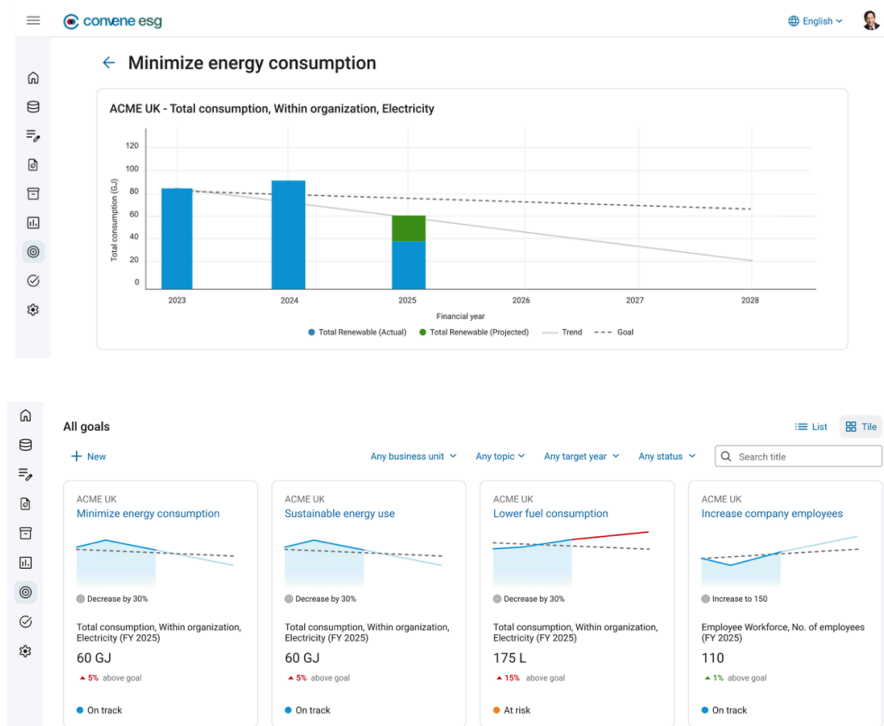 convene esg
English
Minimize energy consumption
ACME UK - Total consumption, Within organization, Electricity
Total consumption (GJ)
120
100
80
60
40
20
0
2023 2024 2025 2026 2027 2028
Financial year
Total Renewable (Actual) Total Renewable (Projected) Trend Goal
All goals
List Tile
New
Any business unit Any topic Any target year Any status Search title
ACME UK
Minimize energy consumption
Decrease by 30%
Total consumption, Within organization,
Electricity (FY 2025)
60 GJ
5% above goal
On track
ACME UK
Sustainable energy use
Decrease by 30%
Total consumption, Within organization,
Electricity (FY 2025)
60 GJ
5% above goal
On track
ACME UK
Lower fuel consumption
Decrease by 30%
Total consumption, Within organization,
Electricity (FY 2025)
175 L
15% above goal
At risk
ACME UK
Increase company employees
Increase to 150
Employee Workforce, No. of employees
(FY 2025)
110
1% above goal
On track